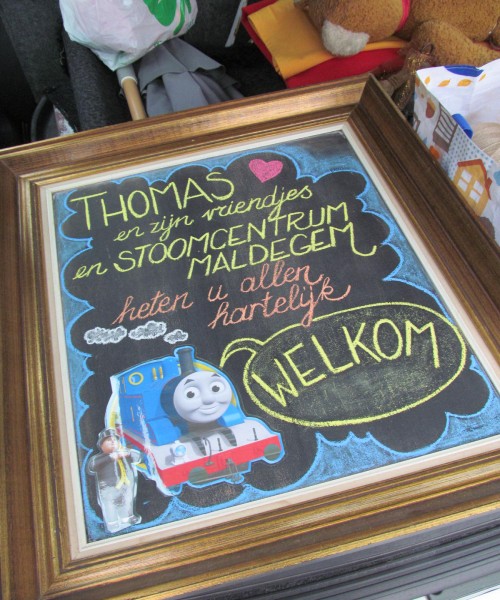 THOMAS
en zijn vriendjes
en STOOMCENTRUM
MALDEGEM
heten u allen
hartelijk
WELKOM